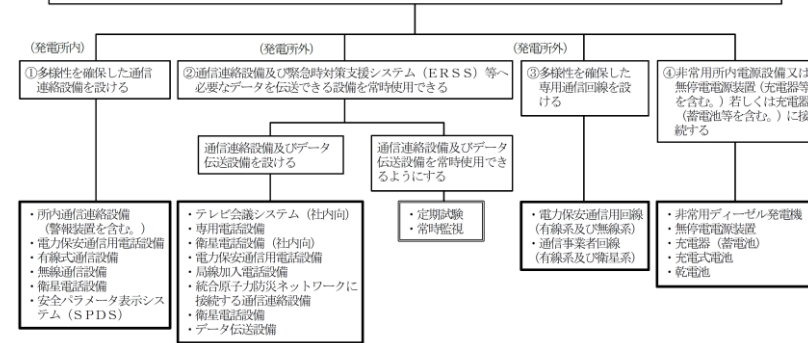 (発電所内)
①多様性を確保した通信
連絡設備を設ける
(発電所外)
②通信連絡設備及び緊急時対策支援システム(ERSS)等へ
必要なデータを伝送できる設備を常時使用できる
(発電所外)
③多様性を確保した
専用通信回線を設
ける
④非常用所内電源設備又は
無停電電源装置(充電器等
を含む。)若しくは充電器
(蓄電池等を含む。)に接
続する
通信連絡設備及びデータ
伝送設備を設ける
通信連絡設備及びデータ
伝送設備を常時使用でき
るようにする
・所内通信連絡設備
(警報装置を含む。)
・電力保安通信用電話設備
・有線式通信設備
・無線通信設備
・衛星電話設備
・安全パラメータ表示シス
テム(SPDS)
・テレビ会議システム(社内向)
・専用電話設備
・衛星電話設備(社内向)
・電力保安通信用電話設備
・局線加入電話設備
・統合原子力防災ネットワークに
接続する通信連絡設備
・衛星電話設備
・データ伝送設備
・定期試験
・常時監視
・電力保安通信用回線
(有線系及び無線系)
・通信事業者回線
(有線系及び衛星系)
・非常用ディーゼル発電機
・無停電電源装置
・充電器(蓄電池)
・充電式電池
・乾電池